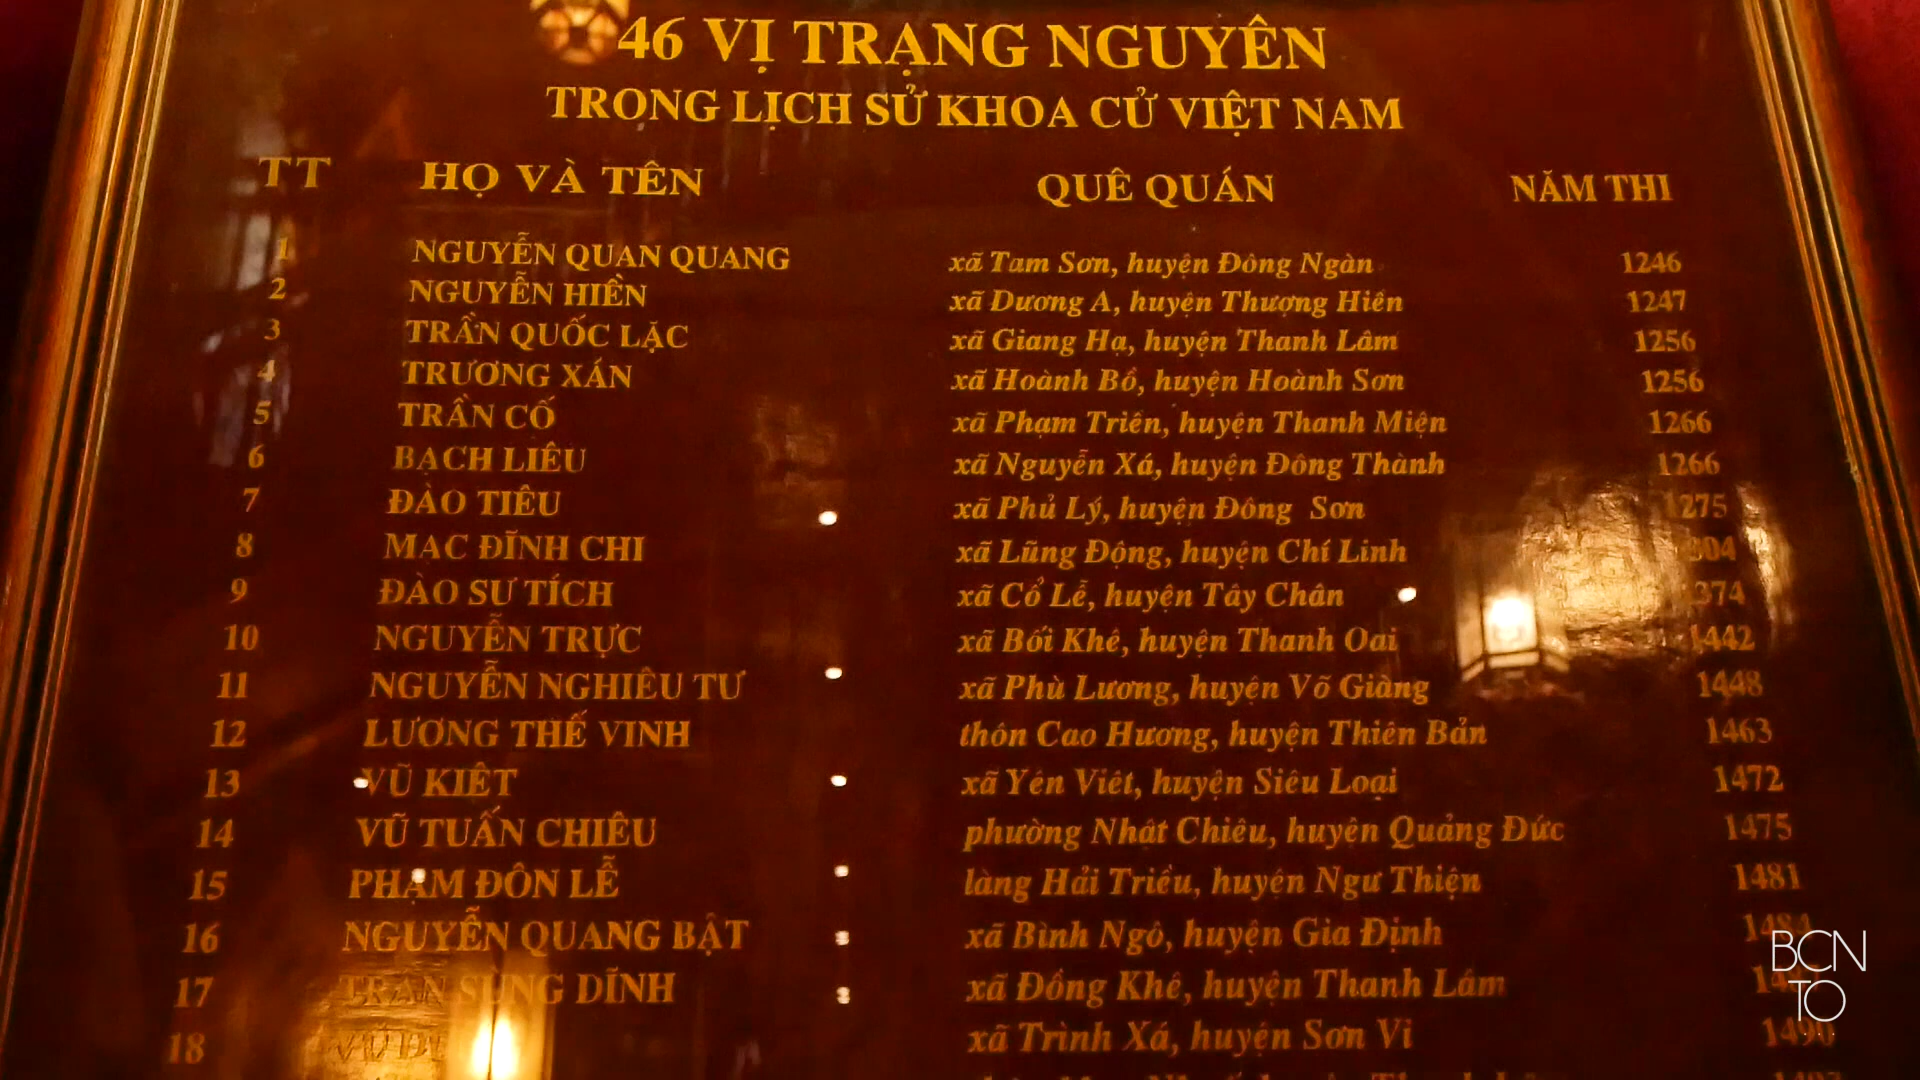 46 VỊ TRẠNG NGUYÊN
TRONG LỊCH SỬ KHOA CỬ VIỆT NAM
TT HỌ VÀ TÊN QUÊ QUÁN NĂM THI
1 NGUYỄN QUAN QUANG xã Tam Sơn, huyện Đông Ngàn 1246
2 NGUYỄN HIỀN xã Dương A, huyện Thượng Hiên 1247
3 TRẦN QUỐC LẶC xã Giang Hạ, huyện Thanh Lâm 1256
4 TRƯƠNG XÁN xã Hoành Bồ, huyện Hoành Sơn 1256
5 TRẦN CỐ xã Phạm Triền, huyện Thanh Miện 1266
6 BẠCH LIÊU xã Nguyễn Xá, huyện Đông Thành 1266
7 ĐÀO TIÊU xã Phủ Lý, huyện Đông Sơn 1275
8 MẠC ĐĨNH CHI xã Lũng Động, huyện Chí Linh
9 ĐÀO SƯ TÍCH xã Cổ Lễ, huyện Tây Chân
10 NGUYỄN TRỰC xã Bối Khê, huyện Thanh Oai 1442
11 NGUYỄN NGHIÊU TƯ xã Phù Lương, huyện Võ Giàng 1448
12 LƯƠNG THẾ VINH thôn Cao Hương, huyện Thiên Bản 1463
13 VŨ KIỆT xã Yên Việt, huyện Siêu Loại 1472
14 VŨ TUẤN CHIÊU phường Nhật Chiêu, huyện Quảng Đức 1475
15 PHẠM ĐÔN LỄ làng Hải Triều, huyện Ngự Thiện 1481
16 NGUYỄN QUANG BẬT xã Bình Ngô, huyện Gia Định
17 TRẦN SÙNG DĨNH xã Đồng Khê, huyện Thanh Lâm
18 xã Trình Xá, huyện Sơn Vi 1490
BCN
TO